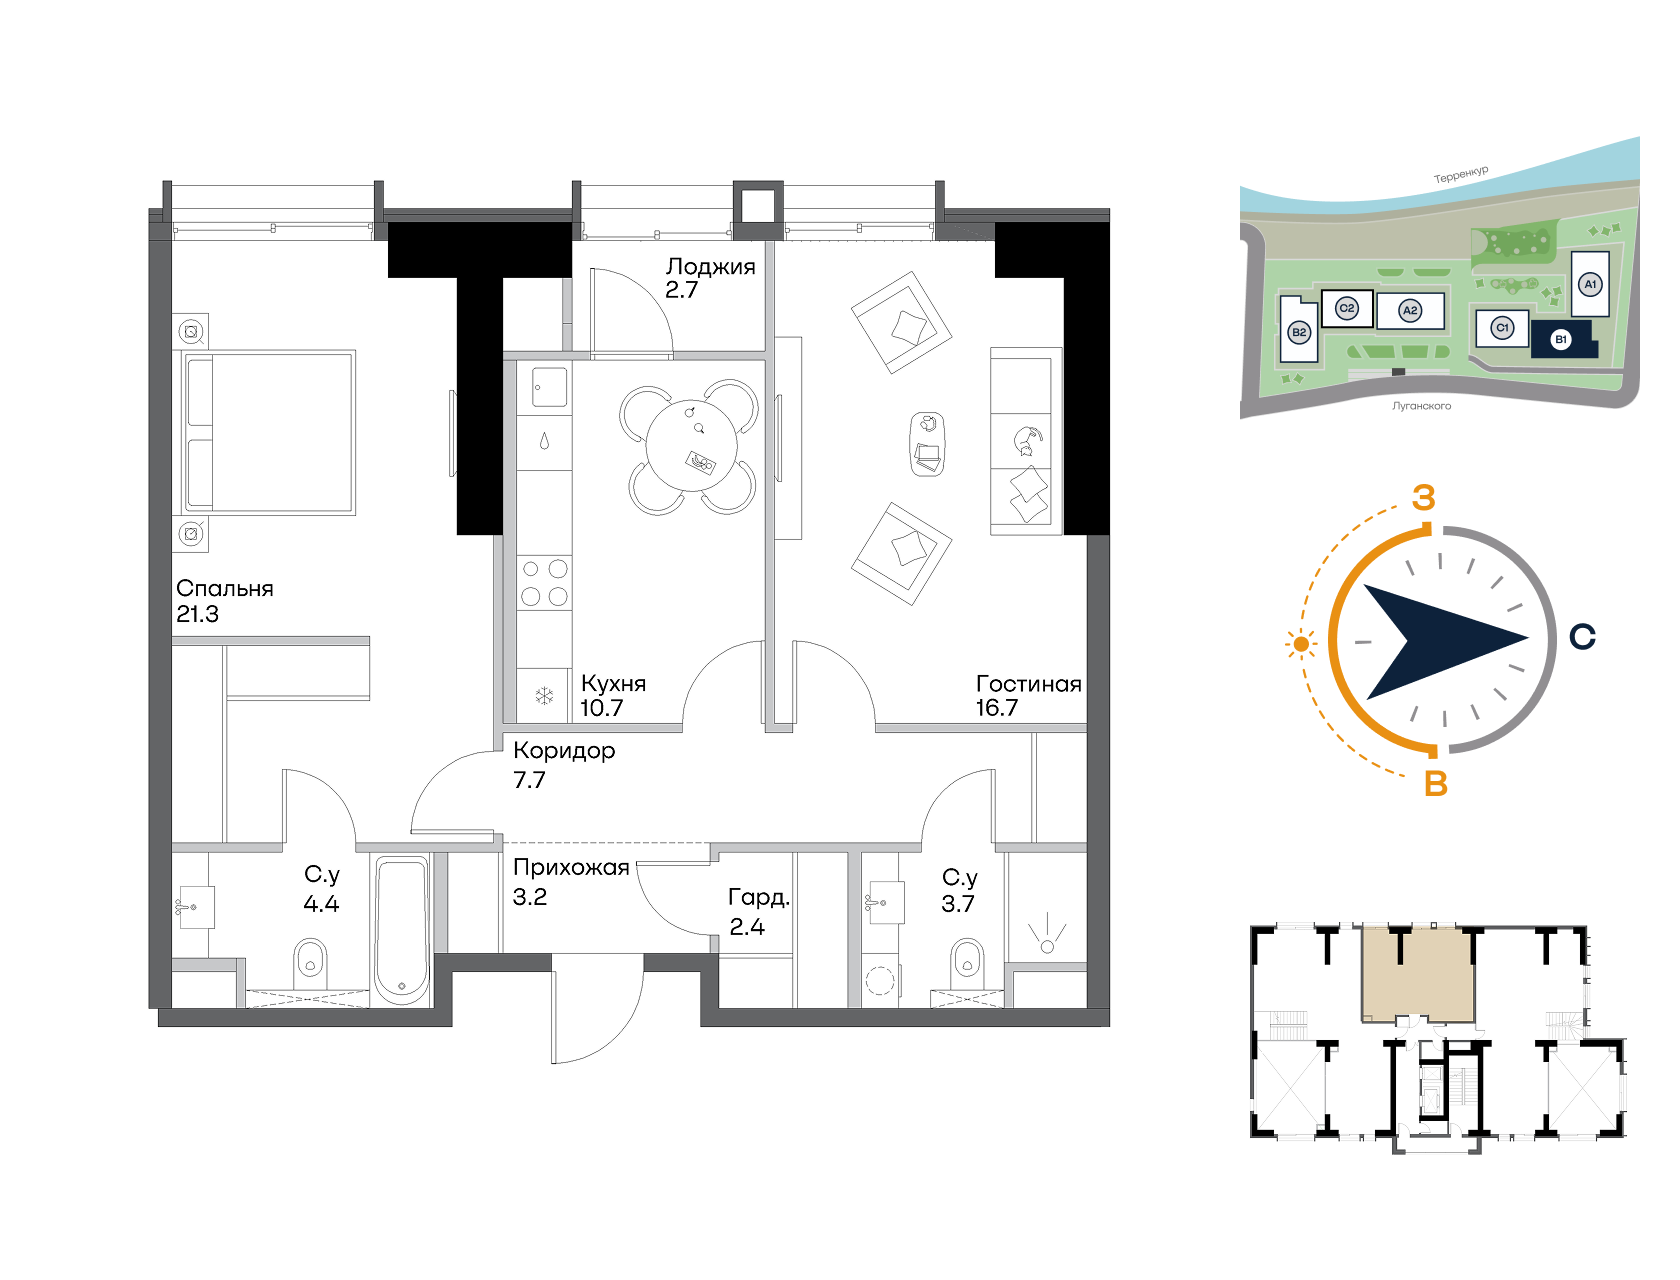 Лоджия
2.7
Спальня
21.3
Кухня
10.7
Гостиная
16.7
Коридор
7.7
Прихожая
3.2
Гард.
2.4
С.у
4.4
С.у
3.7
Терренкур
A1
B2
C2
A2
C1
B1
Луганского
З
С
В